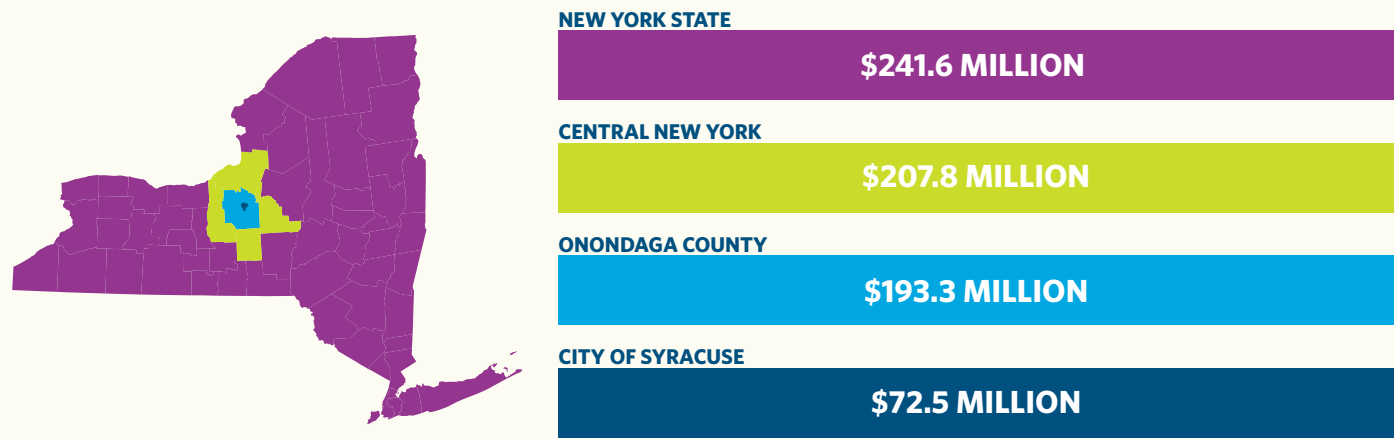 NEW YORK STATE
$241.6 MILLION
CENTRAL NEW YORK
$207.8 MILLION
ONONDAGA COUNTY
$193.3 MILLION
CITY OF SYRACUSE
$72.5 MILLION